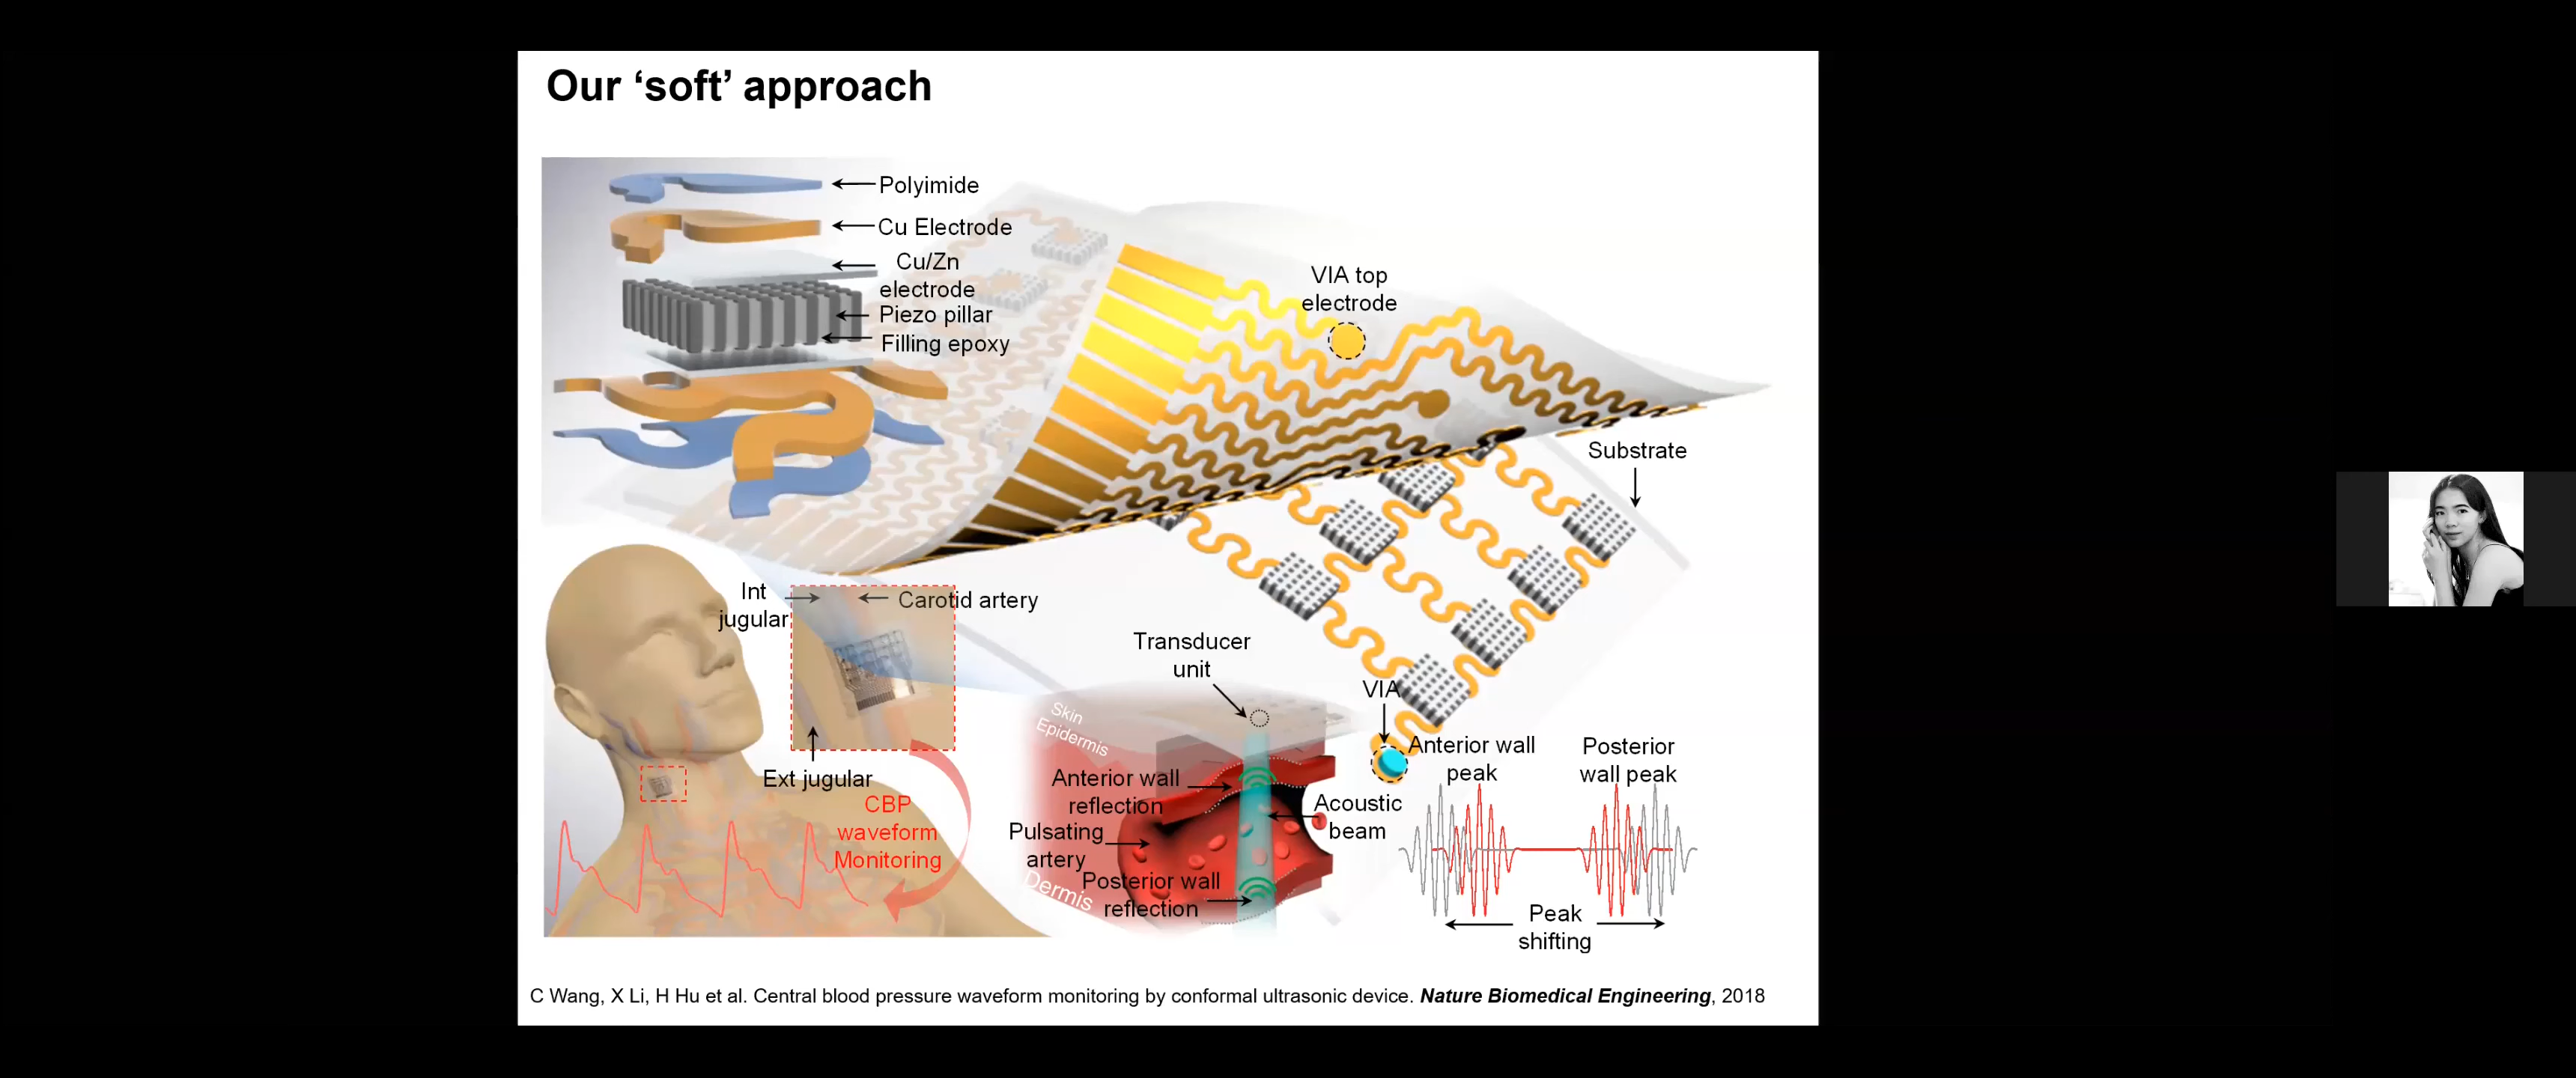 Our ‘soft’ approach
Polyimide
Cu Electrode
Cu/Zn
electrode
Piezo pillar
Filling epoxy
VIA top
electrode
Substrate
Int
jugular
Carotid artery
Ext jugular
CBP
waveform
Monitoring
Transducer
unit
VIA
Skin
Epidermis
Anterior wall
reflection
Pulsating
artery
Dermis
Posterior wall
reflection
Acoustic
beam
Anterior wall
peak
Posterior
wall peak
Peak
shifting
C Wang, X Li, H Hu et al. Central blood pressure waveform monitoring by conformal ultrasonic device. Nature Biomedical Engineering, 2018